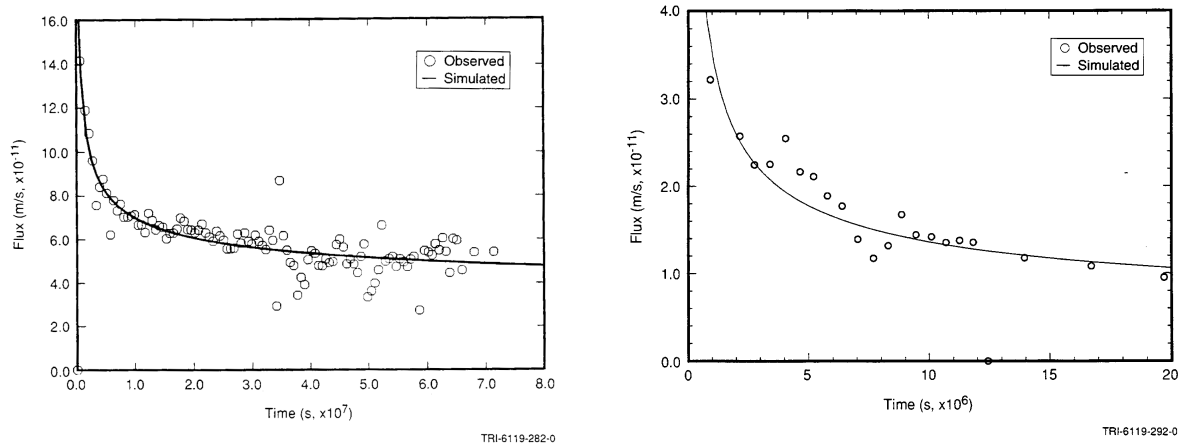 16.0
14.0
12.0
10.0
8.0
6.0
4.0
2.0
0.0
Flux (m/s, x10-11)
Observed
Simulated
0.0 1.0 2.0 3.0 4.0 5.0 6.0 7.0 8.0
Time (s, x107)
TRI-6119-282-0
4.0
3.0
2.0
1.0
0.0
Flux (m/s, x10-11)
Observed
Simulated
0 5 10 15 20
Time (s, x106)
TRI-6119-292-0